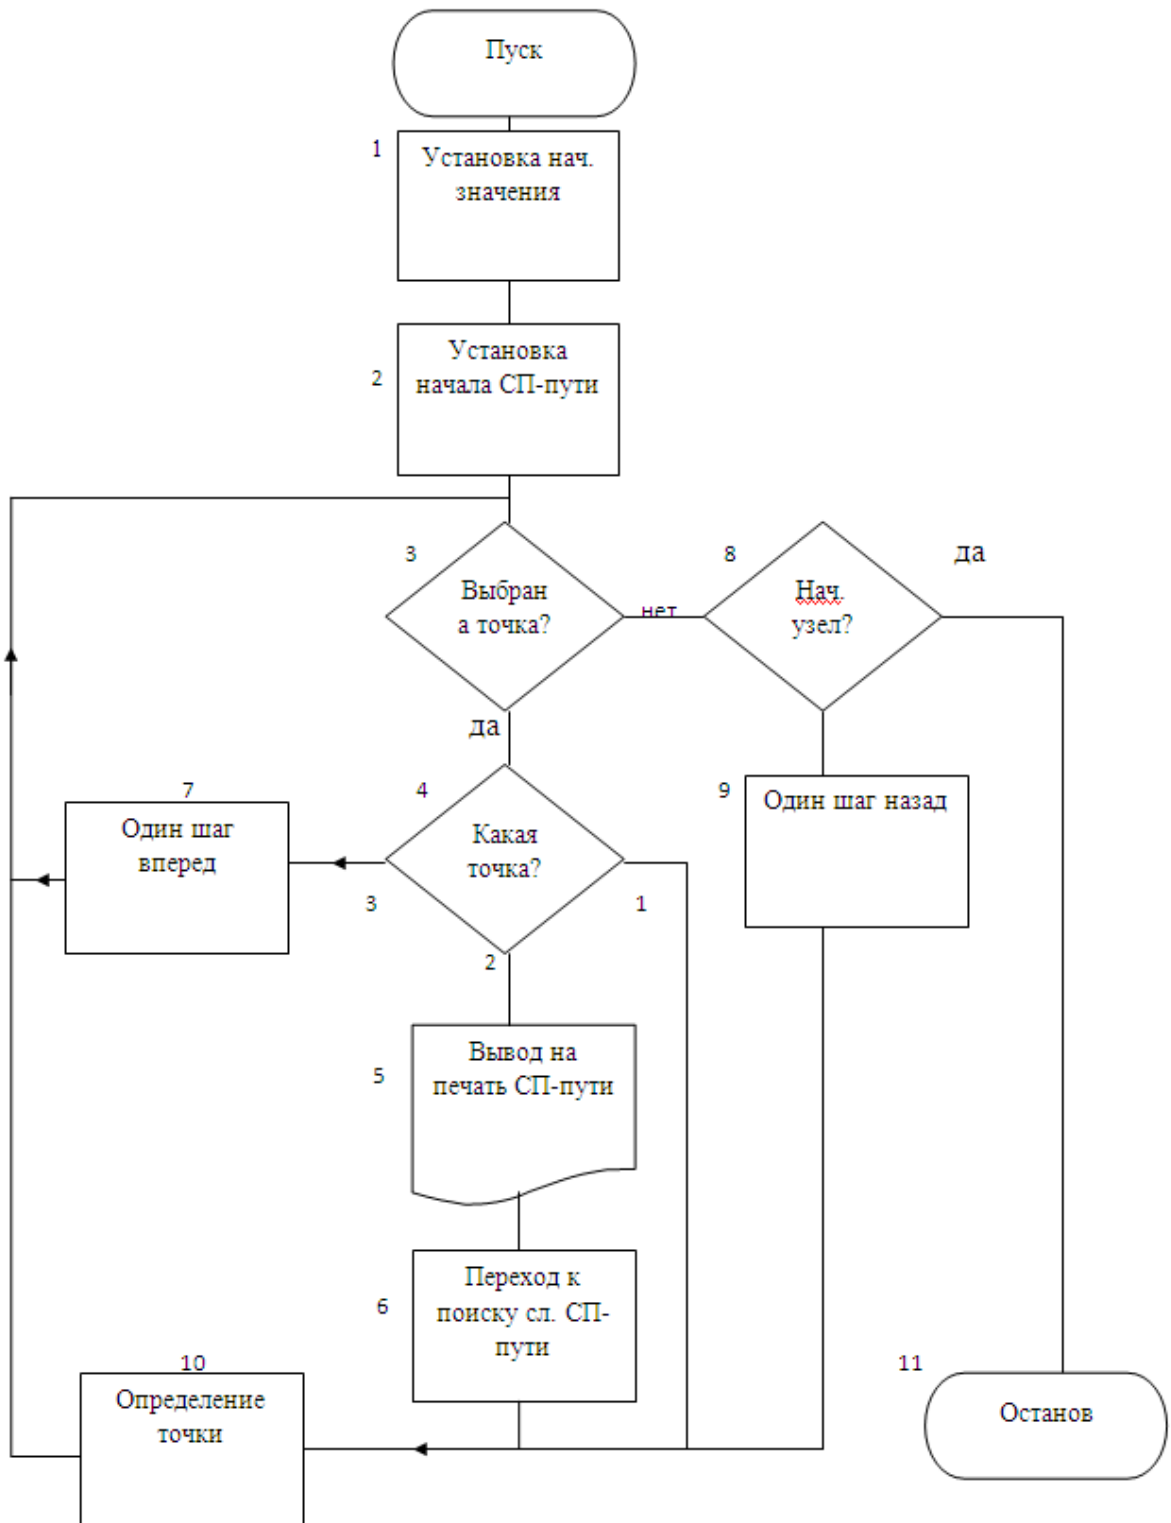 Пуск
1
Установка нач.
значения
2
Установка
начала СП-пути
3
Выбран
а точка?
нет
8
Нач.
узел?
да
да
4
Какая
точка?
3
2
1
7
Один шаг
вперед
9
Один шаг назад
5
Вывод на
печать СП-пути
6
Переход к
поиску сл. СП-
пути
10
Определение
точки
11
Останов